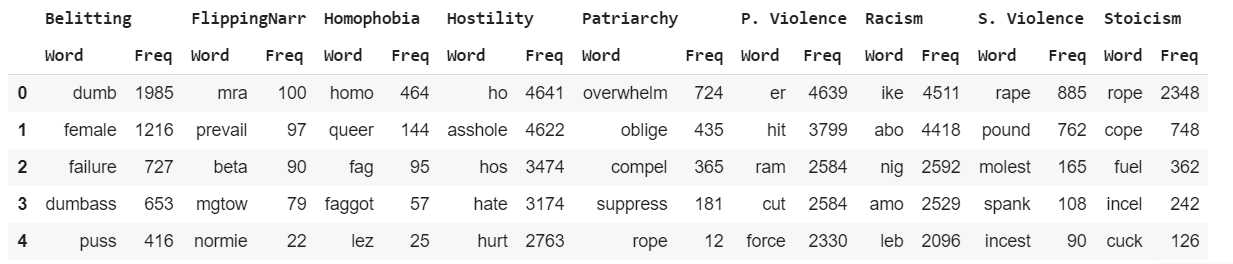 Belitting FlippingNarr Homophobia Hostility Patriarchy P. Violence Racism S. Violence Stoicism
Word Freq Word Freq Word Freq Word Freq Word Freq Word Freq Word Freq Word Freq Word Freq
0 dumb 1985 mra 100 homo 464 ho 4641 overwhelm 724 er 4639 ike 4511 rape 885 rope 2348
1 female 1216 prevail 97 queer 144 asshole 4622 oblige 435 hit 3799 abo 4418 pound 762 cope 748
2 failure 727 beta 90 fag 95 hos 3474 compel 365 ram 2584 nig 2592 molest 165 fuel 362
3 dumbass 653 mgtow 79 faggot 57 hate 3174 suppress 181 cut 2584 amo 2529 spank 108 incel 242
4 puss 416 normie 22 lez 25 hurt 2763 rope 12 force 2330 leb 2096 incest 90 cuck 126